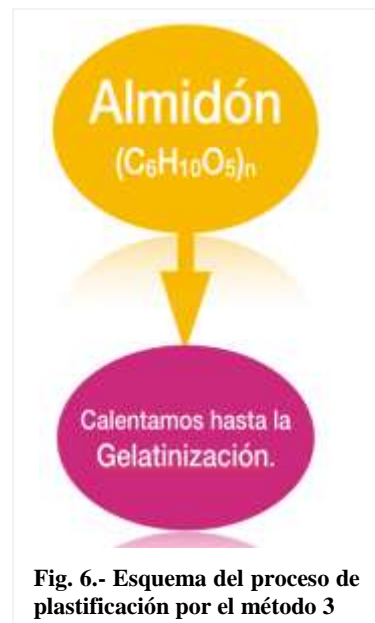 Almidón
(C₆H₁₀O₅)n
Calentamos hasta la
Gelatinización.
Fig. 6.- Esquema del proceso de
plastificación por el método 3